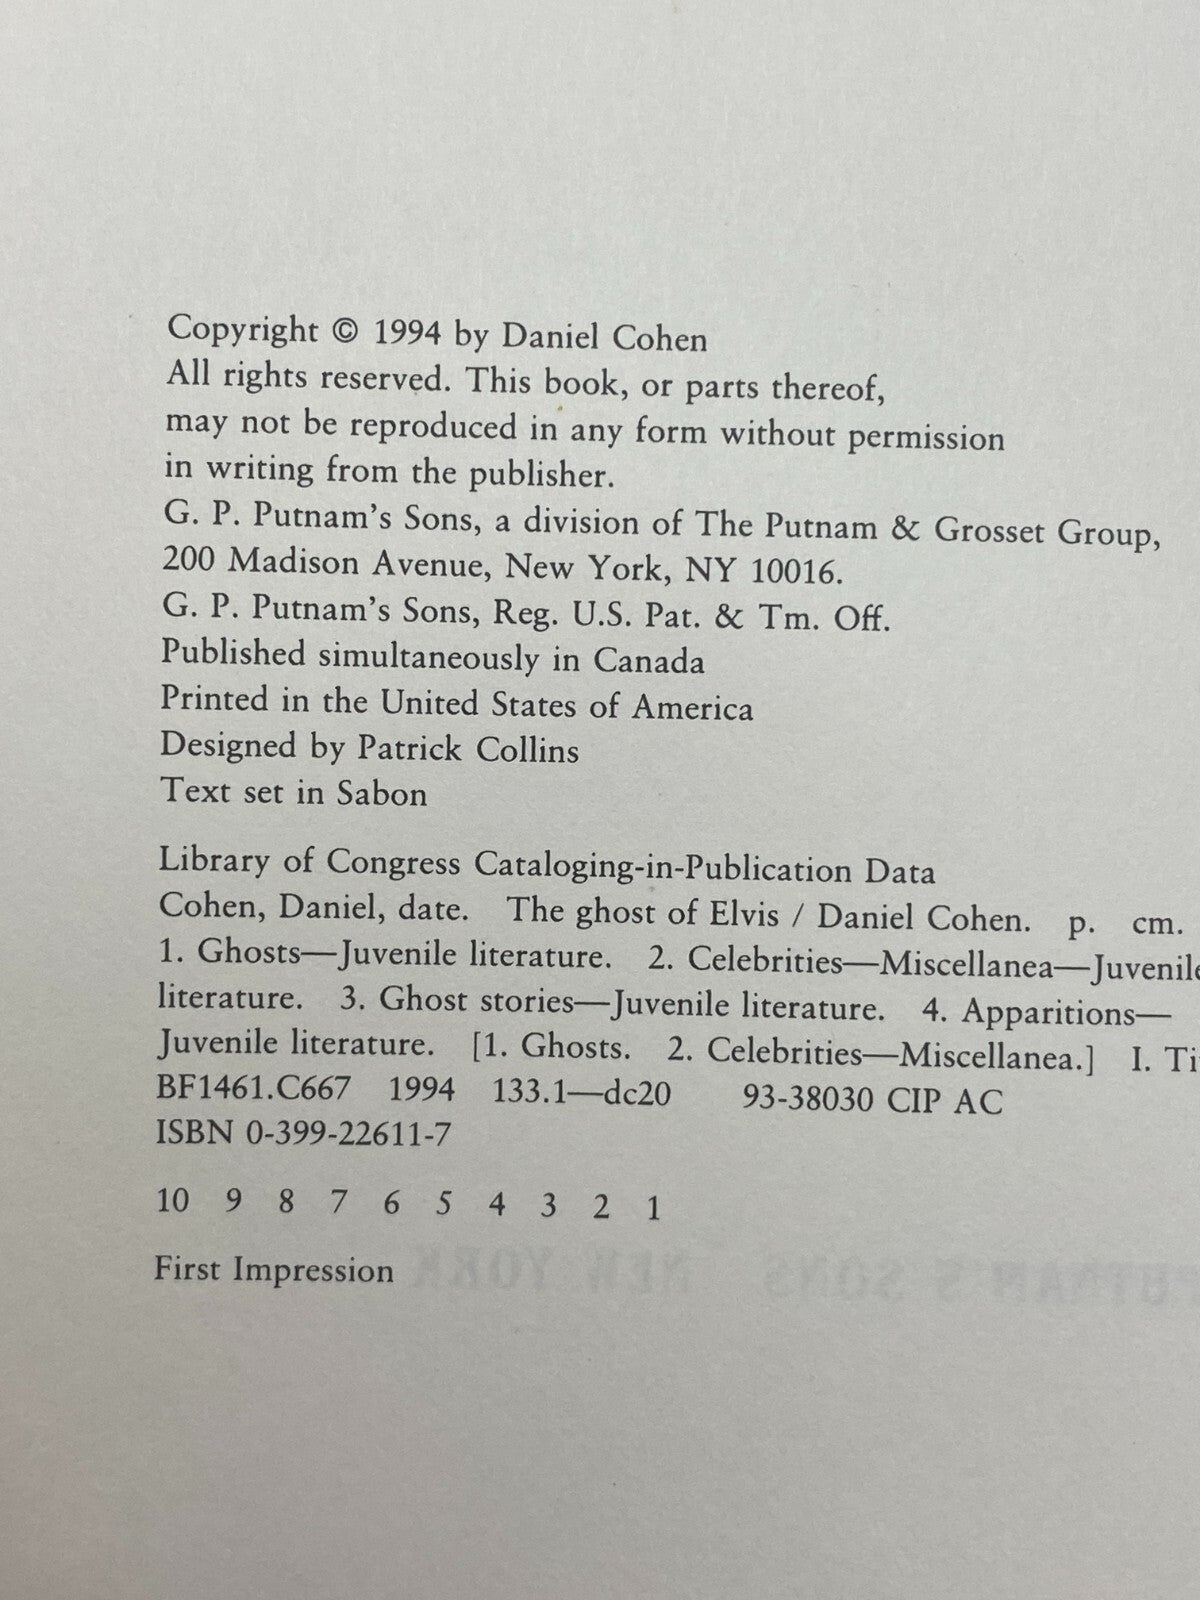 Copyright © 1994 by Daniel Cohen
All rights reserved. This book, or parts thereof,
may not be reproduced in any form without permission
in writing from the publisher.
G. P. Putnam's Sons, a division of The Putnam & Grosset Group,
200 Madison Avenue, New York, NY 10016.
G. P. Putnam's Sons, Reg. U.S. Pat. & Tm. Off.
Published simultaneously in Canada
Printed in the United States of America
Designed by Patrick Collins
Text set in Sabon
Library of Congress Cataloging-in-Publication Data
Cohen, Daniel, date. The ghost of Elvis / Daniel Cohen. p. cm.
1. Ghosts—Juvenile literature. 2. Celebrities—Miscellanea—Juvenile
literature. 3. Ghost stories—Juvenile literature. 4. Apparitions—
Juvenile literature. [1. Ghosts. 2. Celebrities—Miscellanea.] I.
BF1461.C667 1994 133.1—dc20 93-38030 CIP AC
ISBN 0-399-22611-7
10 9 8 7 6 5 4 3 2 1
First Impression